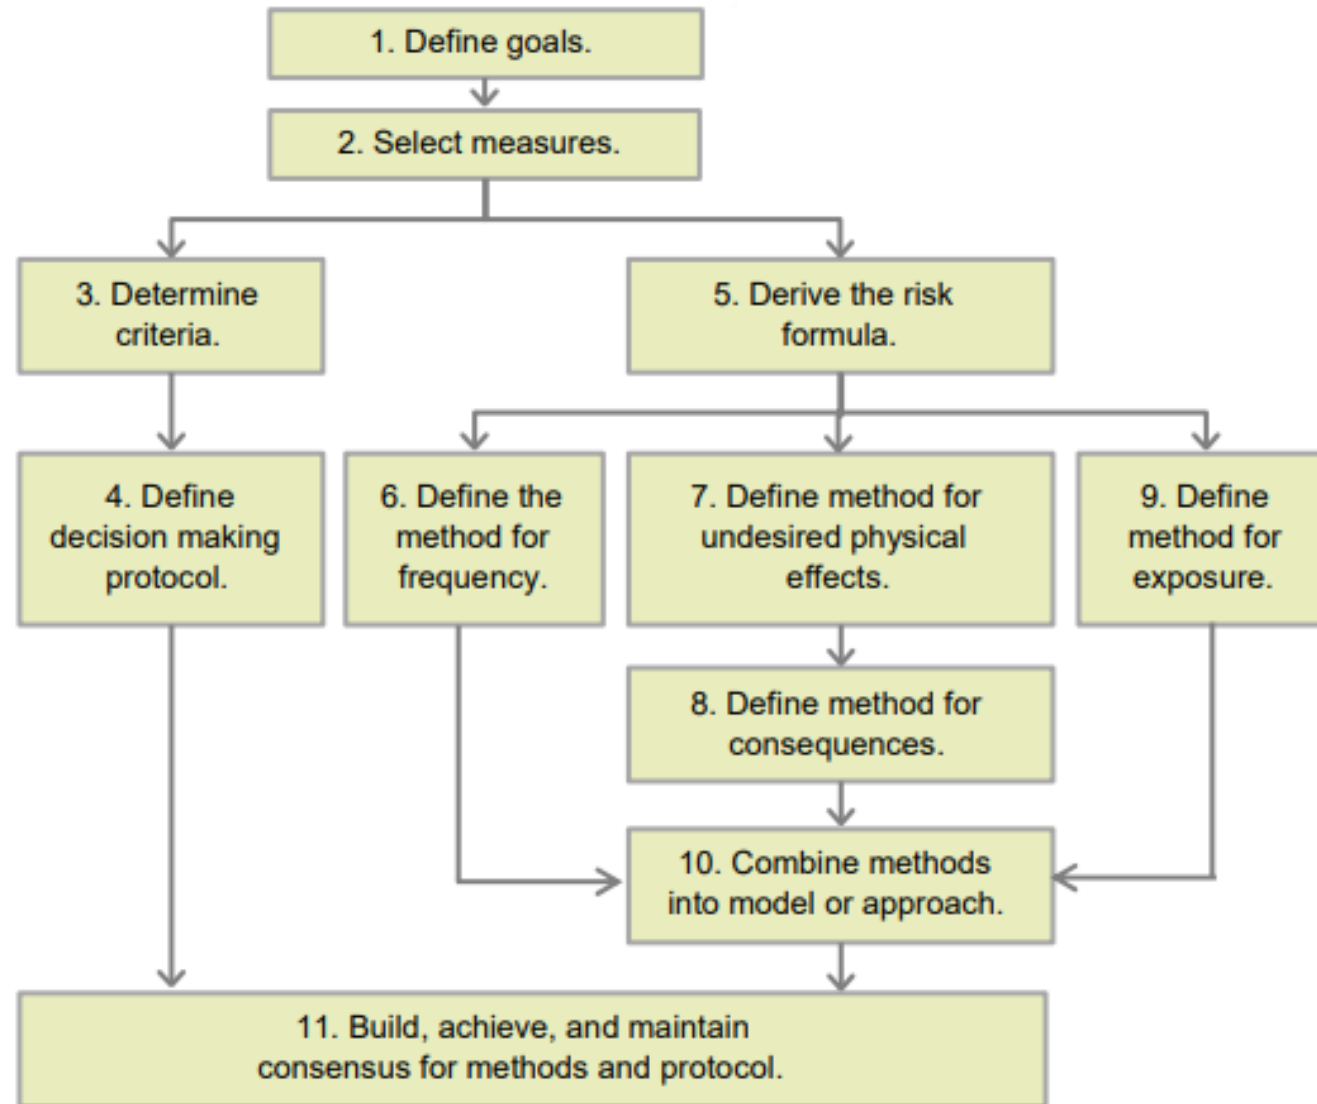 1. Define goals.
2. Select measures.
3. Determine
criteria.
5. Derive the risk
formula.
4. Define
decision making
protocol.
6. Define the
method for
frequency.
7. Define method for
undesired physical
effects.
9. Define
method for
exposure.
8. Define method for
consequences.
10. Combine methods
into model or approach.
11. Build, achieve, and maintain
consensus for methods and protocol.